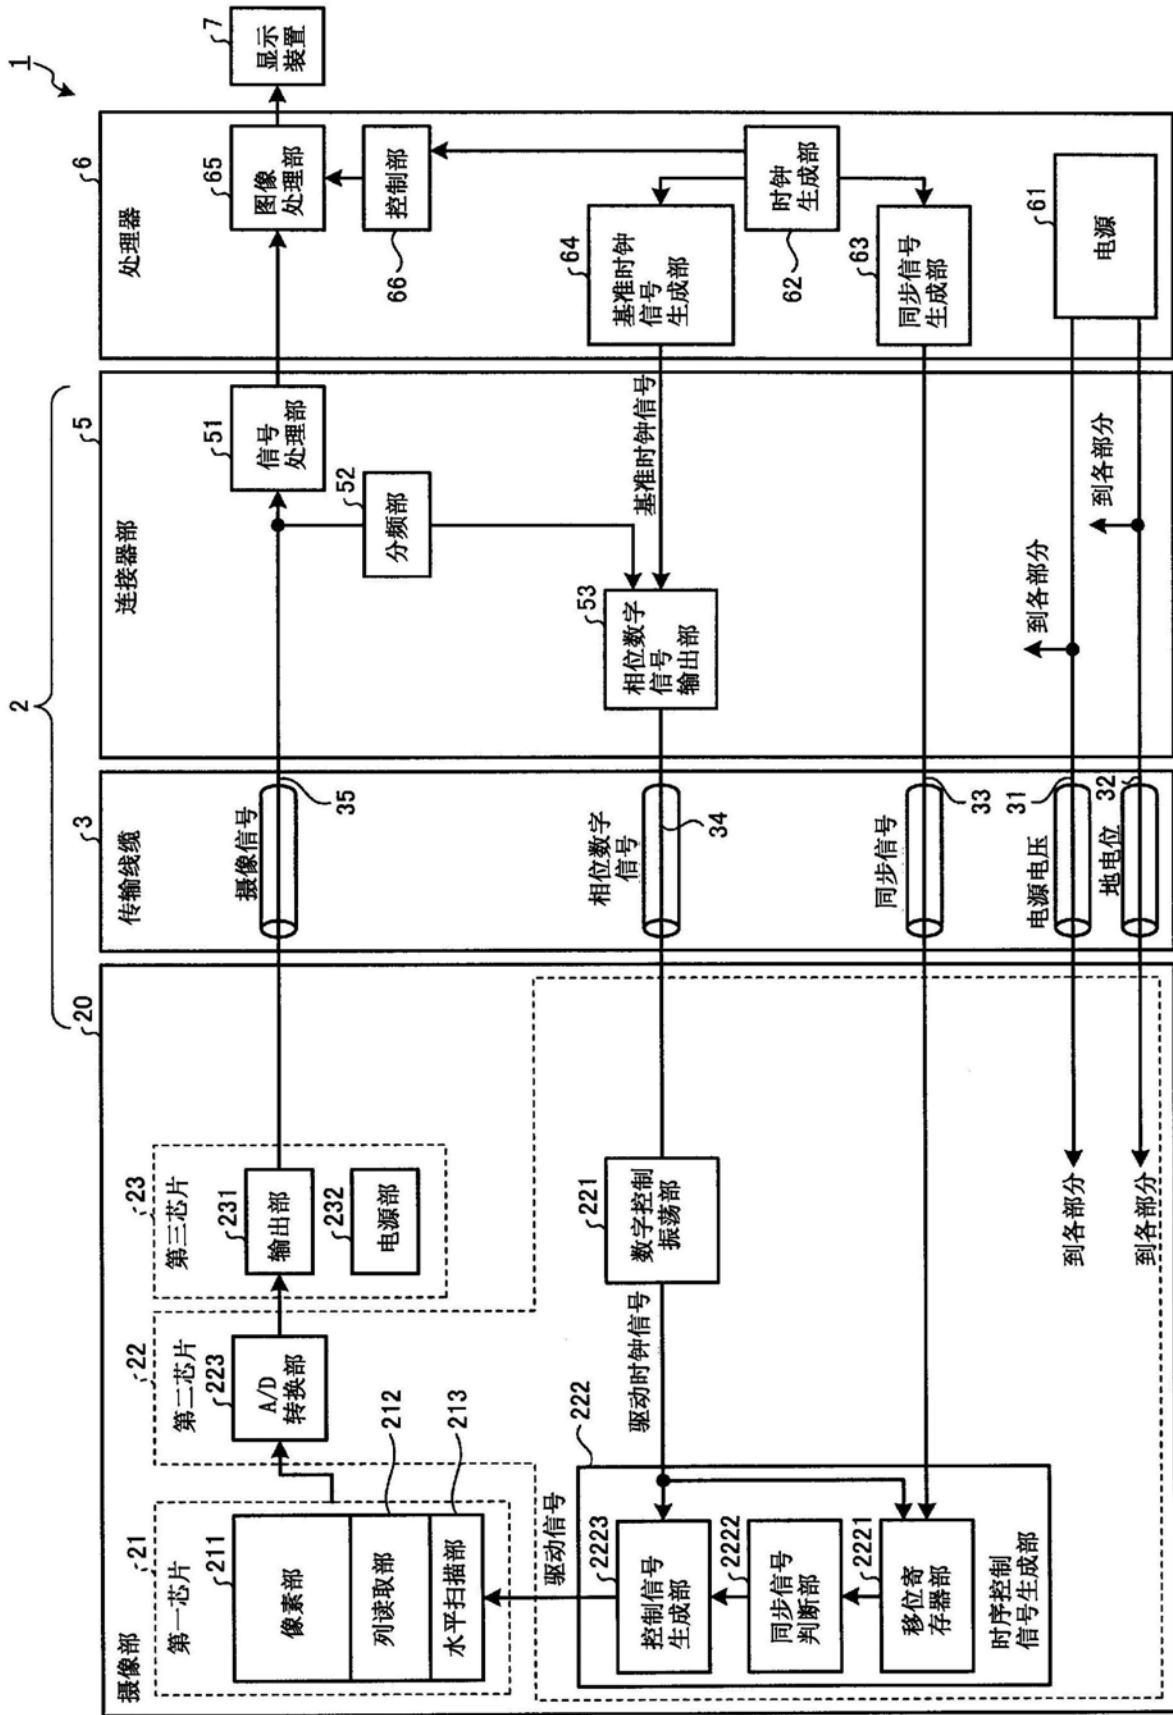 1
2
20
3
5
6
摄像部
传输线缆
连接器部
处理器
21
第一芯片
211
像素部
列读取部
212
水平扫描部
213
22
第二芯片
223
A/D
转换部
23
第三芯片
231
输出部
232
电源部
摄像信号
35
51
信号
处理部
52
分频部
65
图像
处理部
7
显示
装置
控制部
66
驱动信号
222
2223
控制信号
生成部
2222
同步信号
判断部
2221
移位寄
存器部
时序控制
信号生成部
驱动时钟信号
221
数字控制
振荡部
相位数字
信号
34
53
相位数字
信号
输出部
基准时钟信号
64
基准时钟
信号
生成部
时钟
生成部
62
63
同步信号
生成部
同步信号
33
电源电压
31
地电位
32
到各部分
到各部分
到各部分
到各部分
61
电源